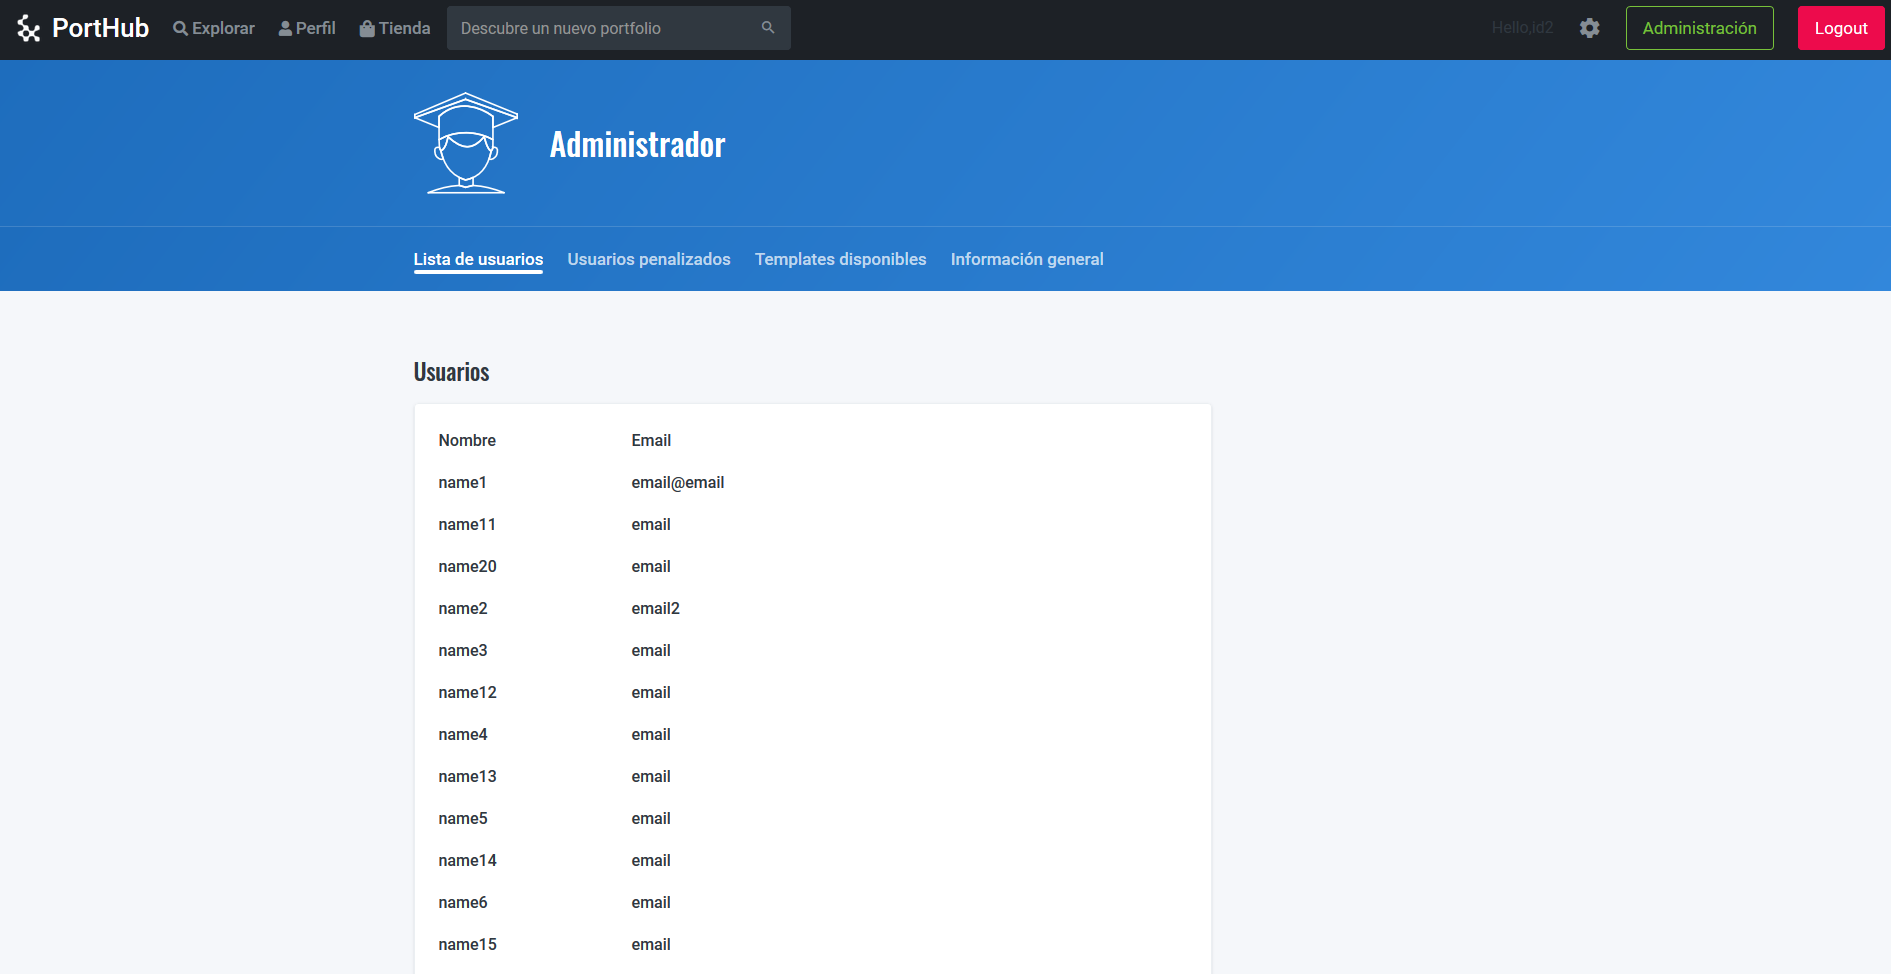 PortHub Explorar Perfil Tienda Descubre un nuevo portfolio Hello,id2 Administración Logout
Administrador
Lista de usuarios Usuarios penalizados Templates disponibles Información general
Usuarios
Nombre Email
name1 email@email
name11 email
name20 email
name2 email2
name3 email
name12 email
name4 email
name13 email
name5 email
name14 email
name6 email
name15 email